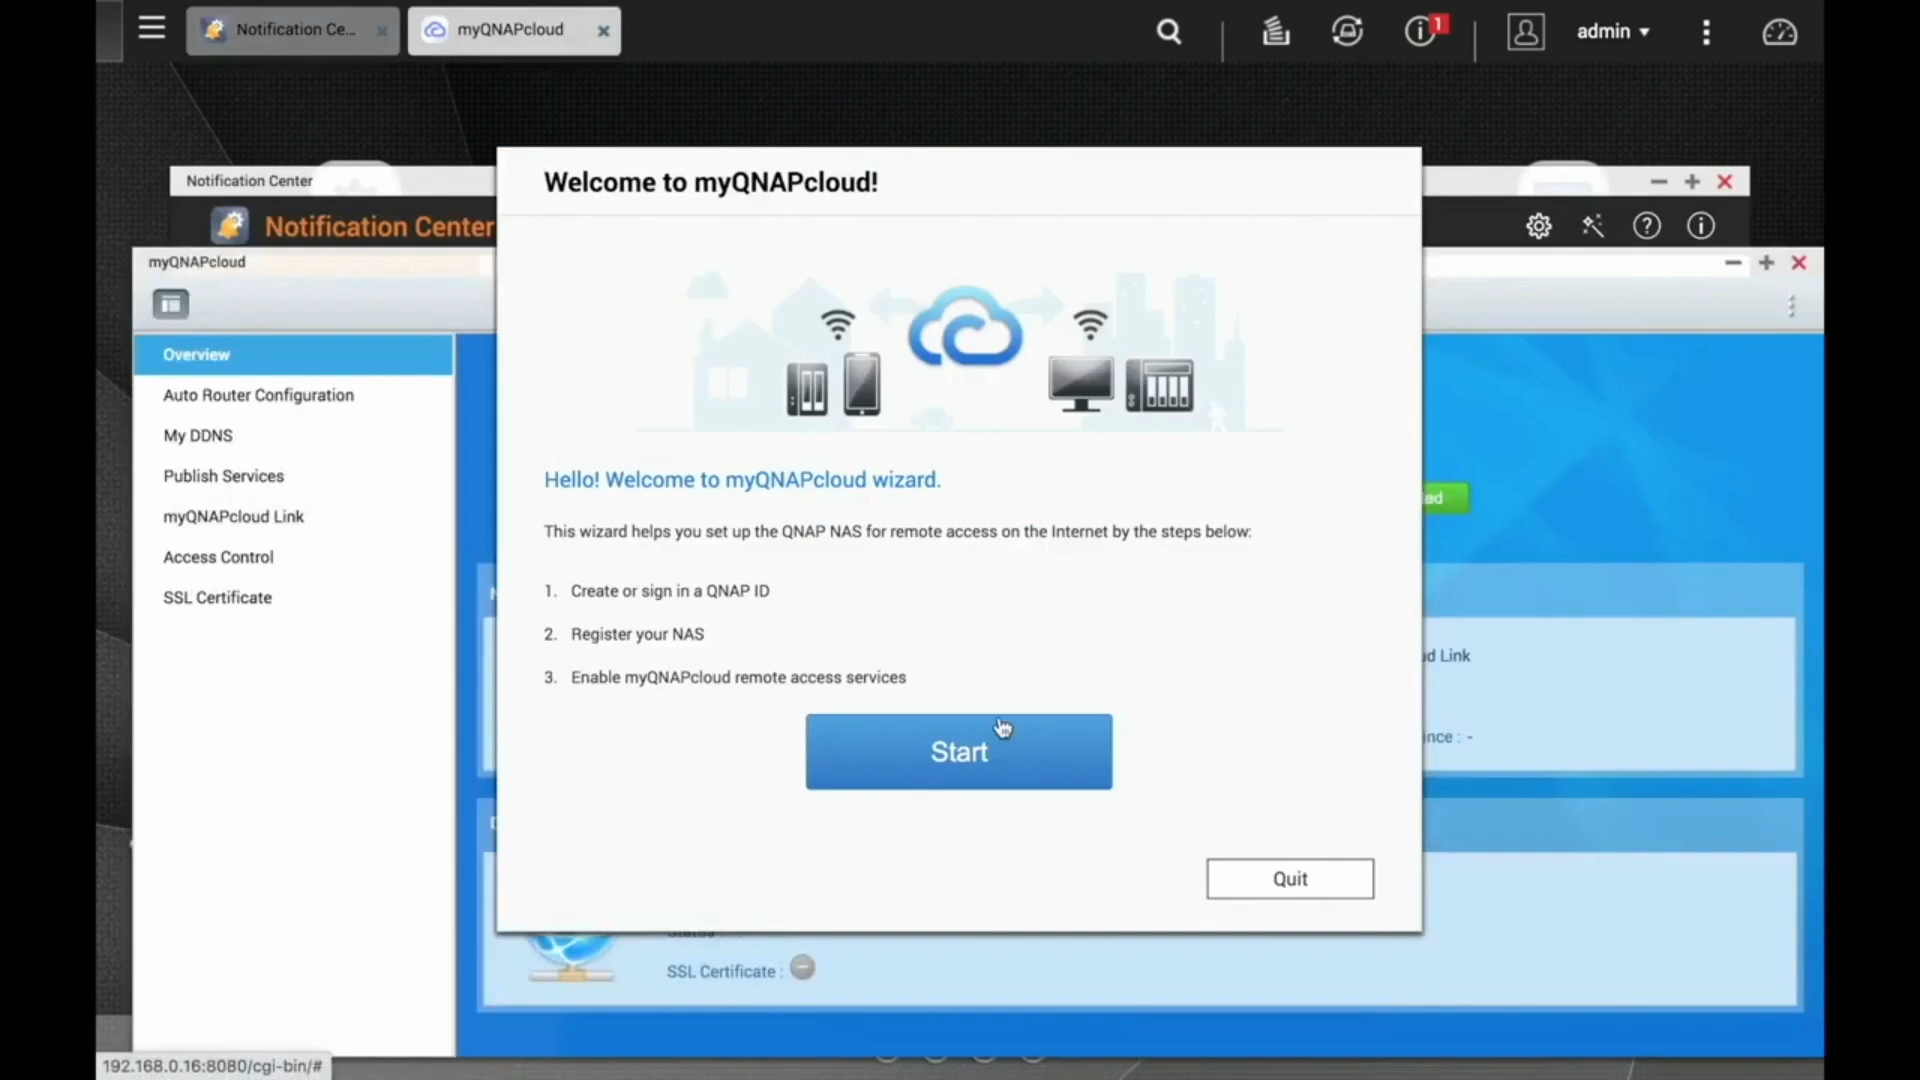 Notification Ce...
myQNAPcloud
1
admin
Notification Center
Notification Center
myQNAPcloud
Overview
Auto Router Configuration
My DDNS
Publish Services
myQNAPcloud Link
Access Control
SSL Certificate
Welcome to myQNAPcloud!
Hello! Welcome to myQNAPcloud wizard.
This wizard helps you set up the QNAP NAS for remote access on the Internet by the steps below:
1. Create or sign in a QNAP ID
2. Register your NAS
3. Enable myQNAPcloud remote access services
Start
Quit
Link
: -
SSL Certificate :
192.168.0.16:8080/cgi-bin/#